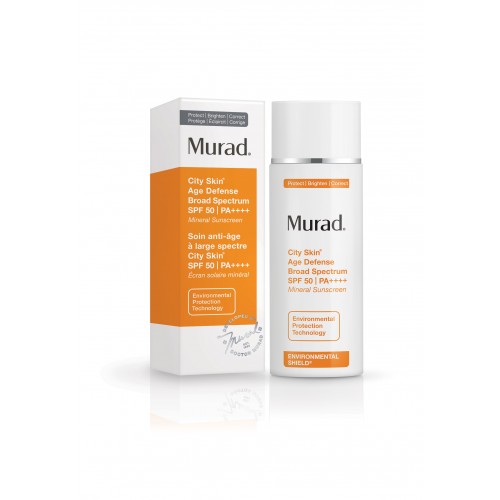 Protect | Brighten | Correct
Protège | Éclaircit | Corrige
Murad.
City Skin®
Age Defense
Broad Spectrum
SPF 50 | PA++++
Mineral Sunscreen
Soin anti-âge
à large spectre
City Skin®
SPF 50 | PA++++
Écran solaire minéral
Environmental
Protection
Technology
Protect | Brighten | Correct
Murad.
City Skin®
Age Defense
Broad Spectrum
SPF 50 | PA++++
Mineral Sunscreen
Environmental
Protection
Technology
ENVIRONMENTAL
SHIELD®